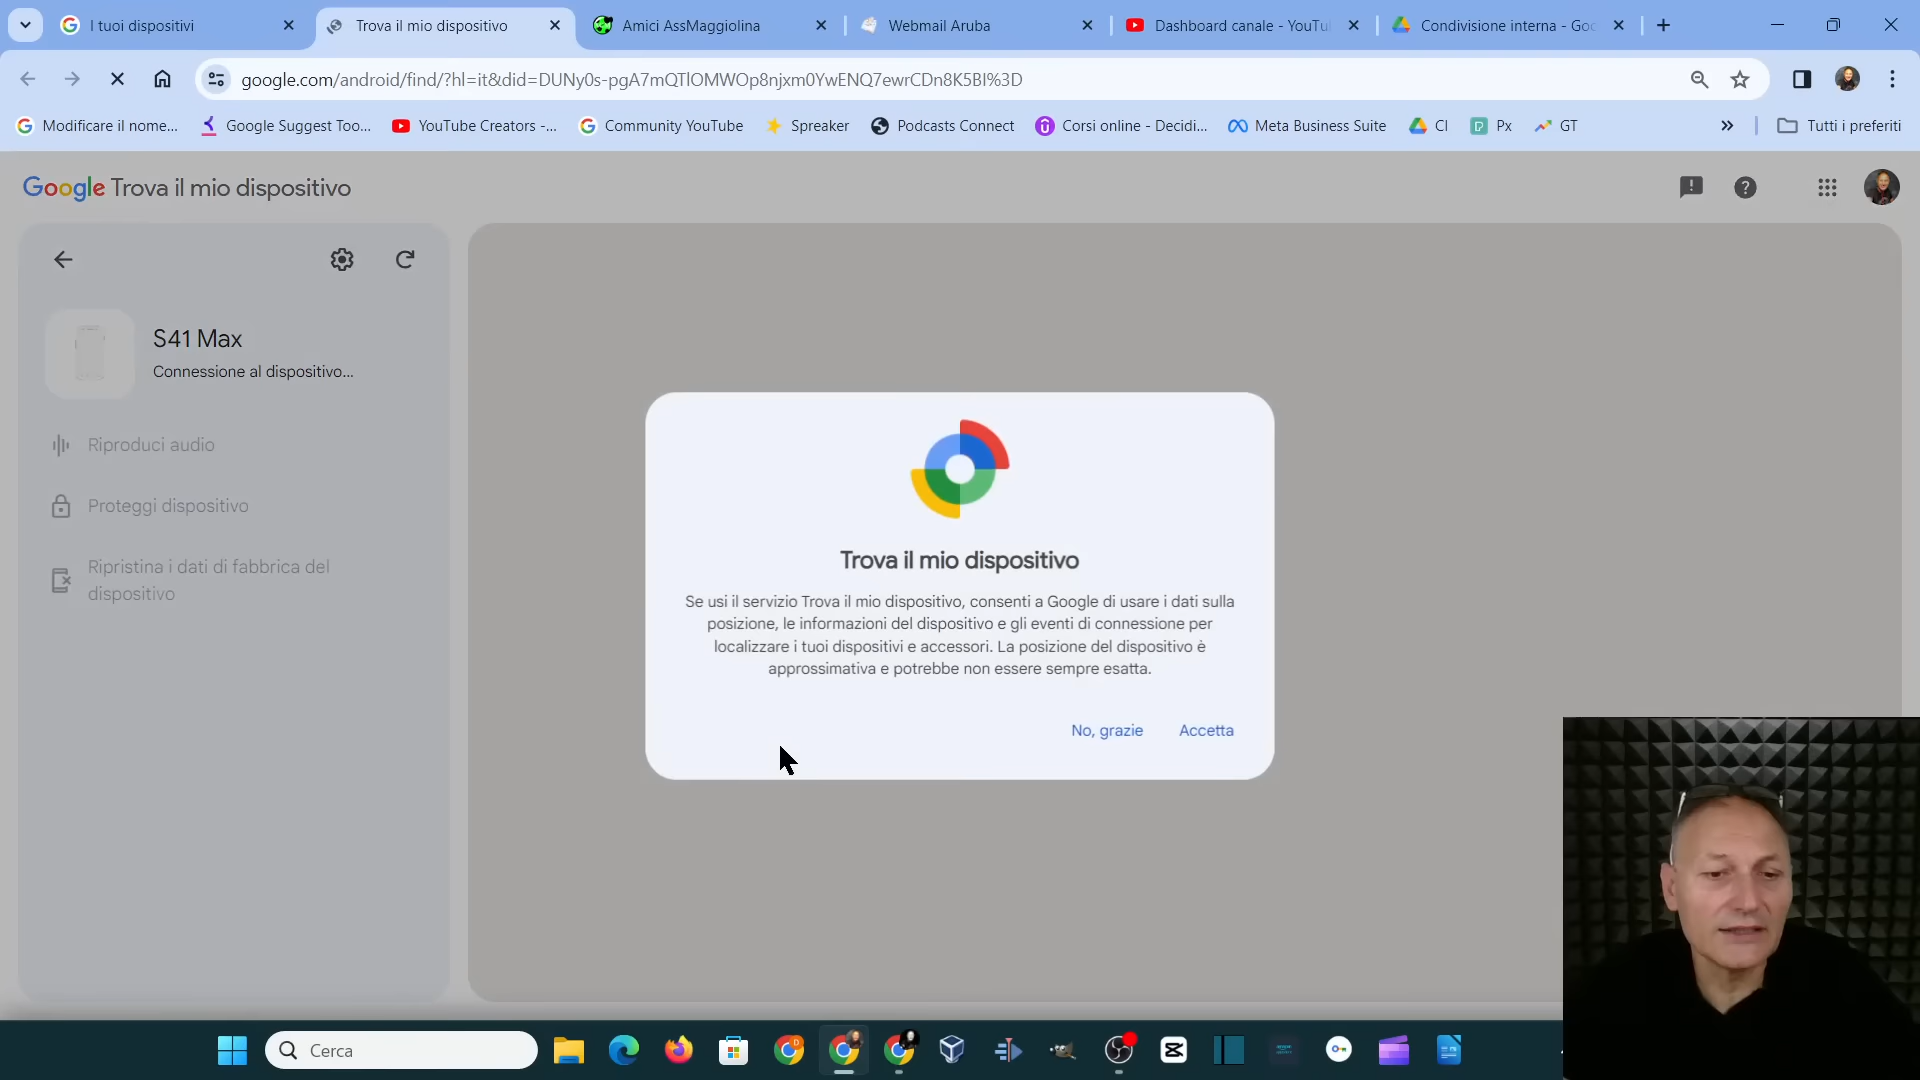 I tuoi dispositivi
Trova il mio dispositivo
Amici AssMaggiolina
Webmail Aruba
Dashboard canale - YouTu
Condivisione interna - Goo
google.com/android/find/?hl=it&did=DUNy0s-pgA7mQTlOMWOp8njxm0YwENQ7ewrCDn8K5BI%3D
Modificare il nome...
Google Suggest Too...
YouTube Creators -...
Community YouTube
Spreaker
Podcasts Connect
Corsi online - Decidi...
Meta Business Suite
CI
Px
GT
Tutti i preferiti
Google Trova il mio dispositivo
S41 Max
Connessione al dispositivo...
Riproduci audio
Proteggi dispositivo
Ripristina i dati di fabbrica del
dispositivo
Trova il mio dispositivo
Se usi il servizio Trova il mio dispositivo, consenti a Google di usare i dati sulla
posizione, le informazioni del dispositivo e gli eventi di connessione per
localizzare i tuoi dispositivi e accessori. La posizione del dispositivo è
approssimativa e potrebbe non essere sempre esatta.
No, grazie
Accetta
Cerca